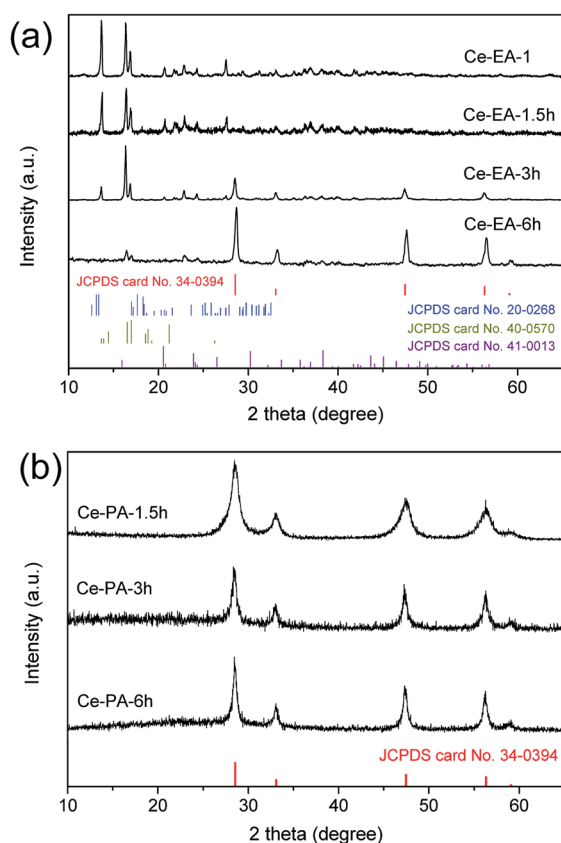 (a)
Ce-EA-1
Ce-EA-1.5h
Ce-EA-3h
Ce-EA-6h
JCPDS card No. 34-0394
JCPDS card No. 20-0268
JCPDS card No. 40-0570
JCPDS card No. 41-0013
Intensity (a.u.)
10 20 30 40 50 60
2 theta (degree)
(b)
Ce-PA-1.5h
Ce-PA-3h
Ce-PA-6h
JCPDS card No. 34-0394
Intensity (a.u.)
10 20 30 40 50 60
2 theta (degree)